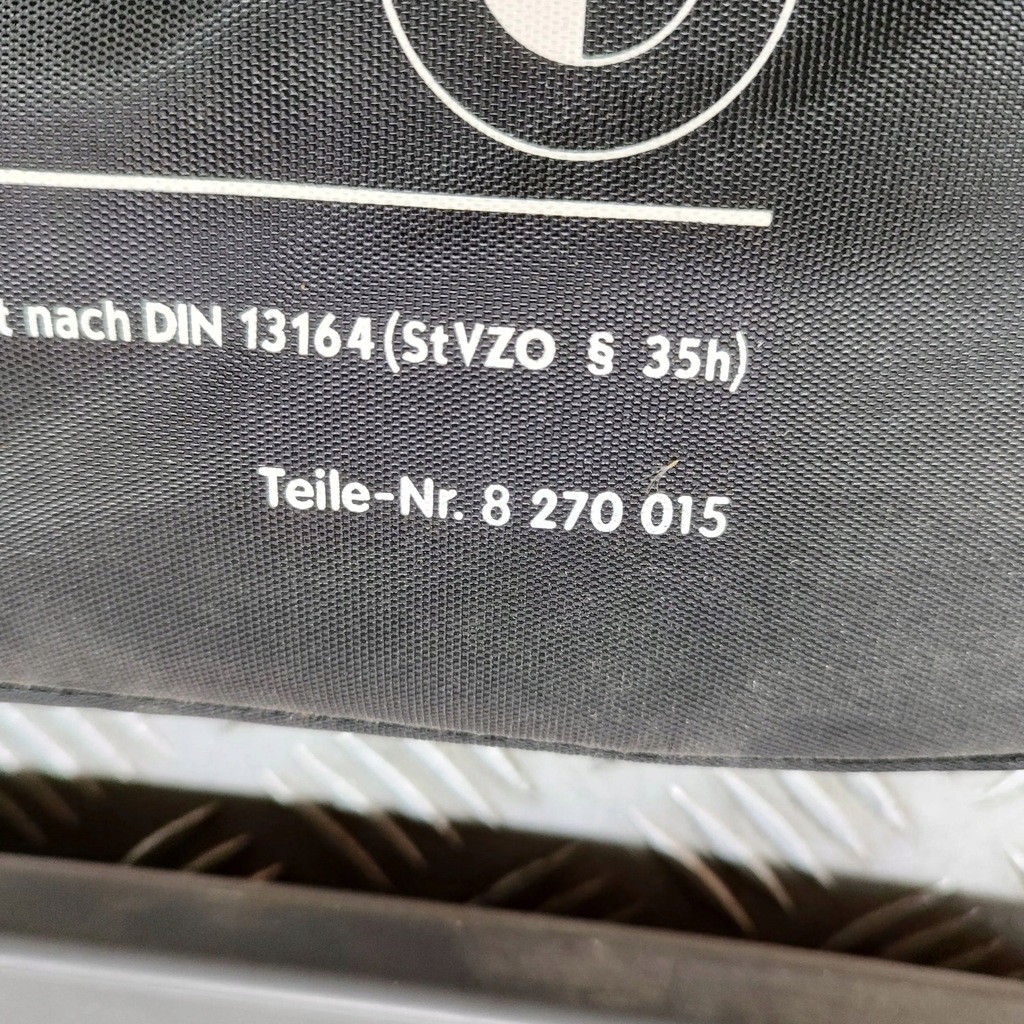 nach DIN 13164 (StVZO § 35h)
Teile-Nr. 8 270 015